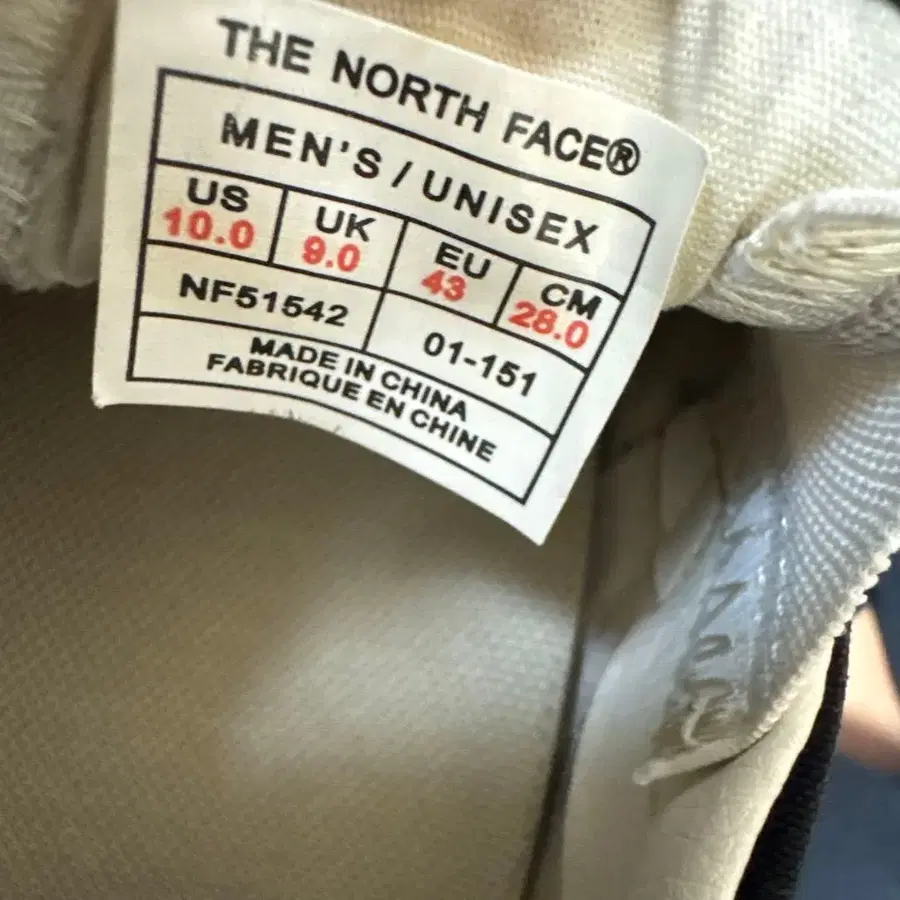 THE NORTH FACE®
MEN'S / UNISEX
US UK EU CM
10.0 9.0 43 28.0
NF51542 01-151
MADE IN CHINA
FABRIQUE EN CHINE